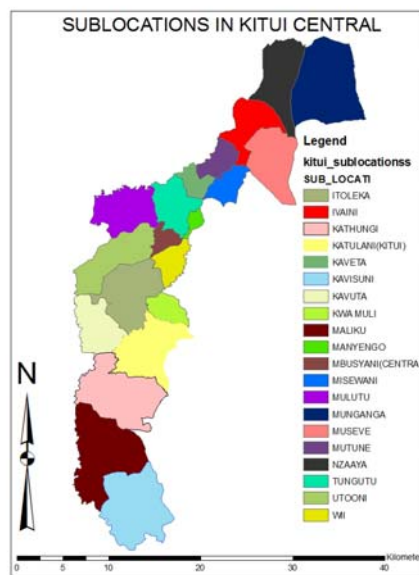 SUBLOCATIONS IN KITUI CENTRAL
Legend
kitui_sublocationss
SUB_LOCATI
ITOLEKA
IVAINI
KATHUNGI
KATULANI(KITUI)
KAVETA
KAVISUNI
KAVUTA
KWA MULI
MALIKU
MANYENGO
MBUSYANI(CENTRA
MISEWANI
MULUTU
MUNGANGA
MUSEVE
MUTUNE
NZAAYA
TUNGUTU
UTOONI
WII
N
Kilomete
0 5 10 20 30 40